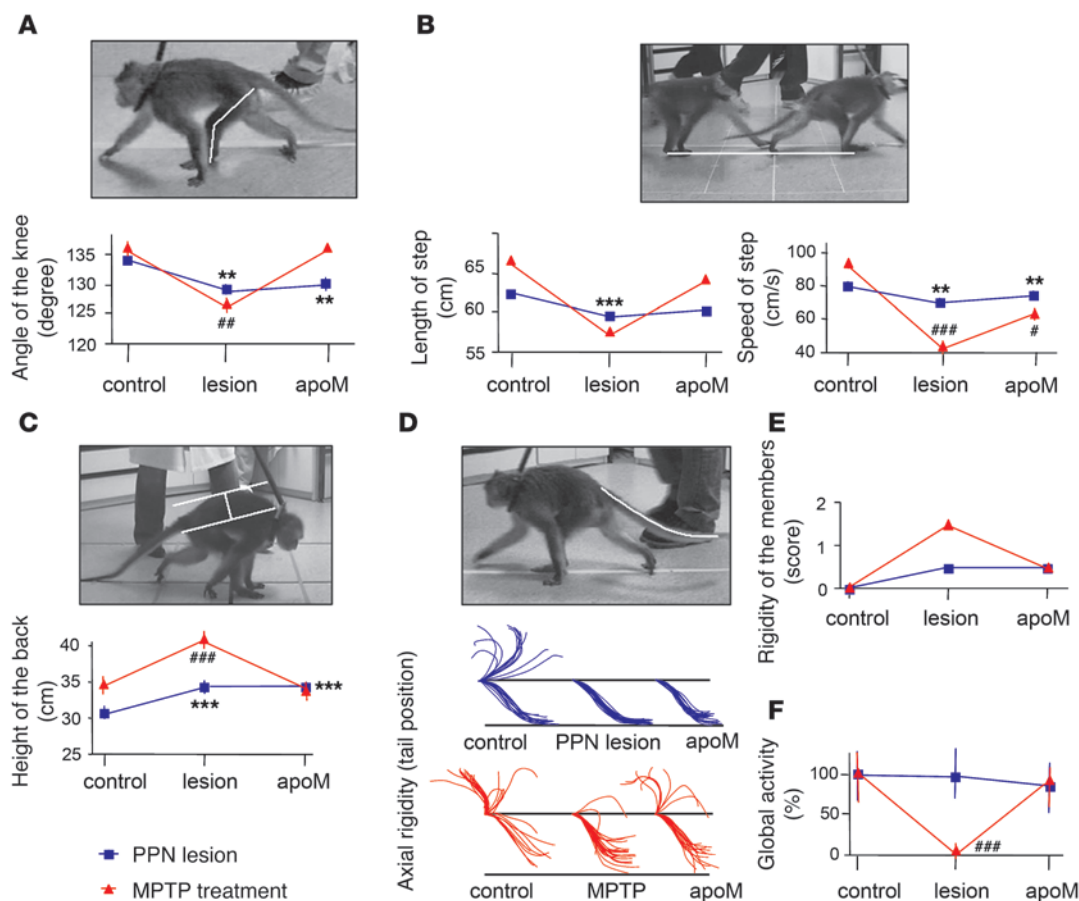 A
B
Angle of the knee
(degree)
135
130
125
120
**
##
**
control lesion apoM
Length of step
(cm)
65
60
55
***
control lesion apoM
Speed of step
(cm/s)
100
80
60
40
**
###
**
#
control lesion apoM
C
Height of the back
(cm)
40
35
30
25
###
***
***
control lesion apoM
PPN lesion
MPTP treatment
D
Axial rigidity (tail position)
control PPN lesion apoM
control MPTP apoM
E
Rigidity of the members
(score)
2
1
0
control lesion apoM
F
Global activity
(%)
100
50
0
###
control lesion apoM